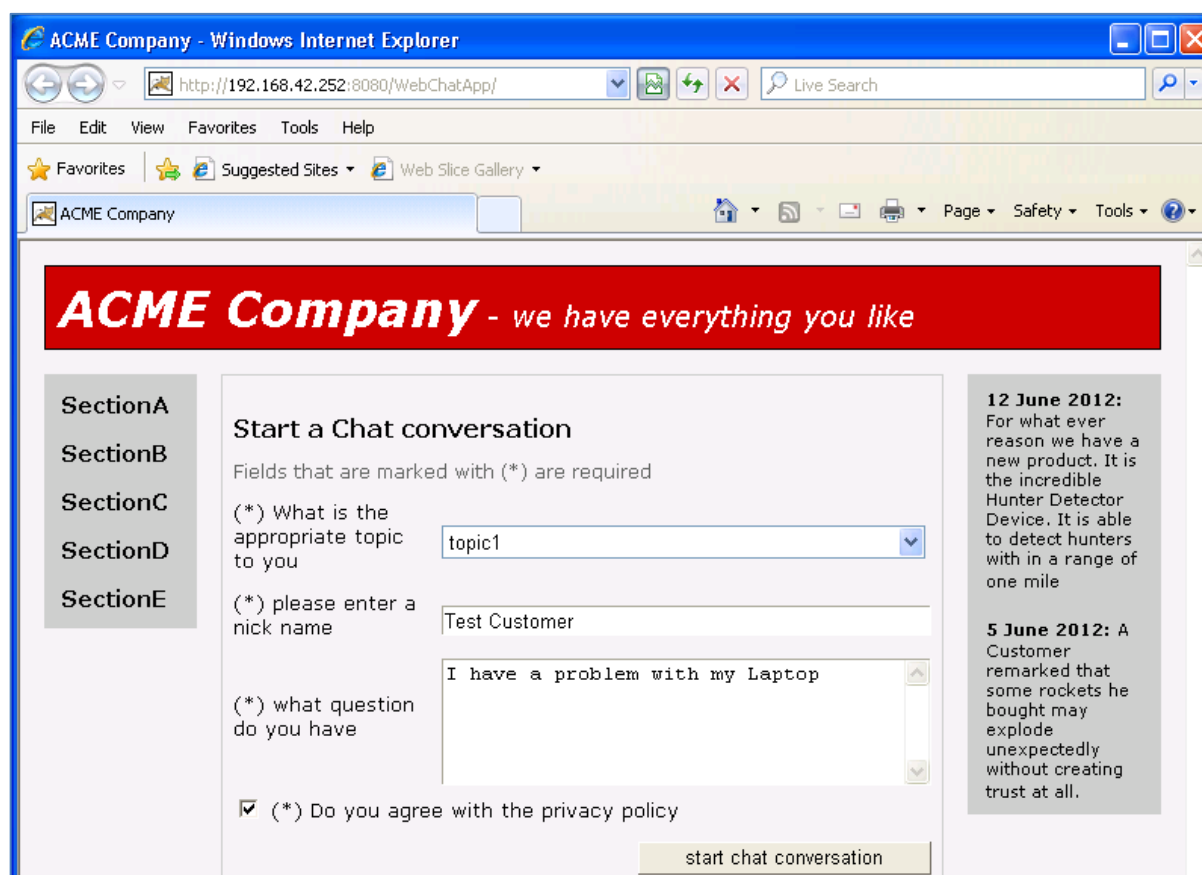 ACME Company - Windows Internet Explorer
http://192.168.42.252:8080/WebChatApp/
Live Search
File Edit View Favorites Tools Help
Favorites
Suggested Sites
Web Slice Gallery
ACME Company
Page Safety Tools
ACME Company - we have everything you like
SectionA
SectionB
SectionC
SectionD
SectionE
Start a Chat conversation
Fields that are marked with (*) are required
(*) What is the
appropriate topic
to you
topic1
(*) please enter a
nick name
Test Customer
(*) what question
do you have
I have a problem with my Laptop
(*) Do you agree with the privacy policy
start chat conversation
12 June 2012:
For what ever
reason we have a
new product. It is
the incredible
Hunter Detector
Device. It is able
to detect hunters
with in a range of
one mile
5 June 2012: A
Customer
remarked that
some rockets he
bought may
explode
unexpectedly
without creating
trust at all.